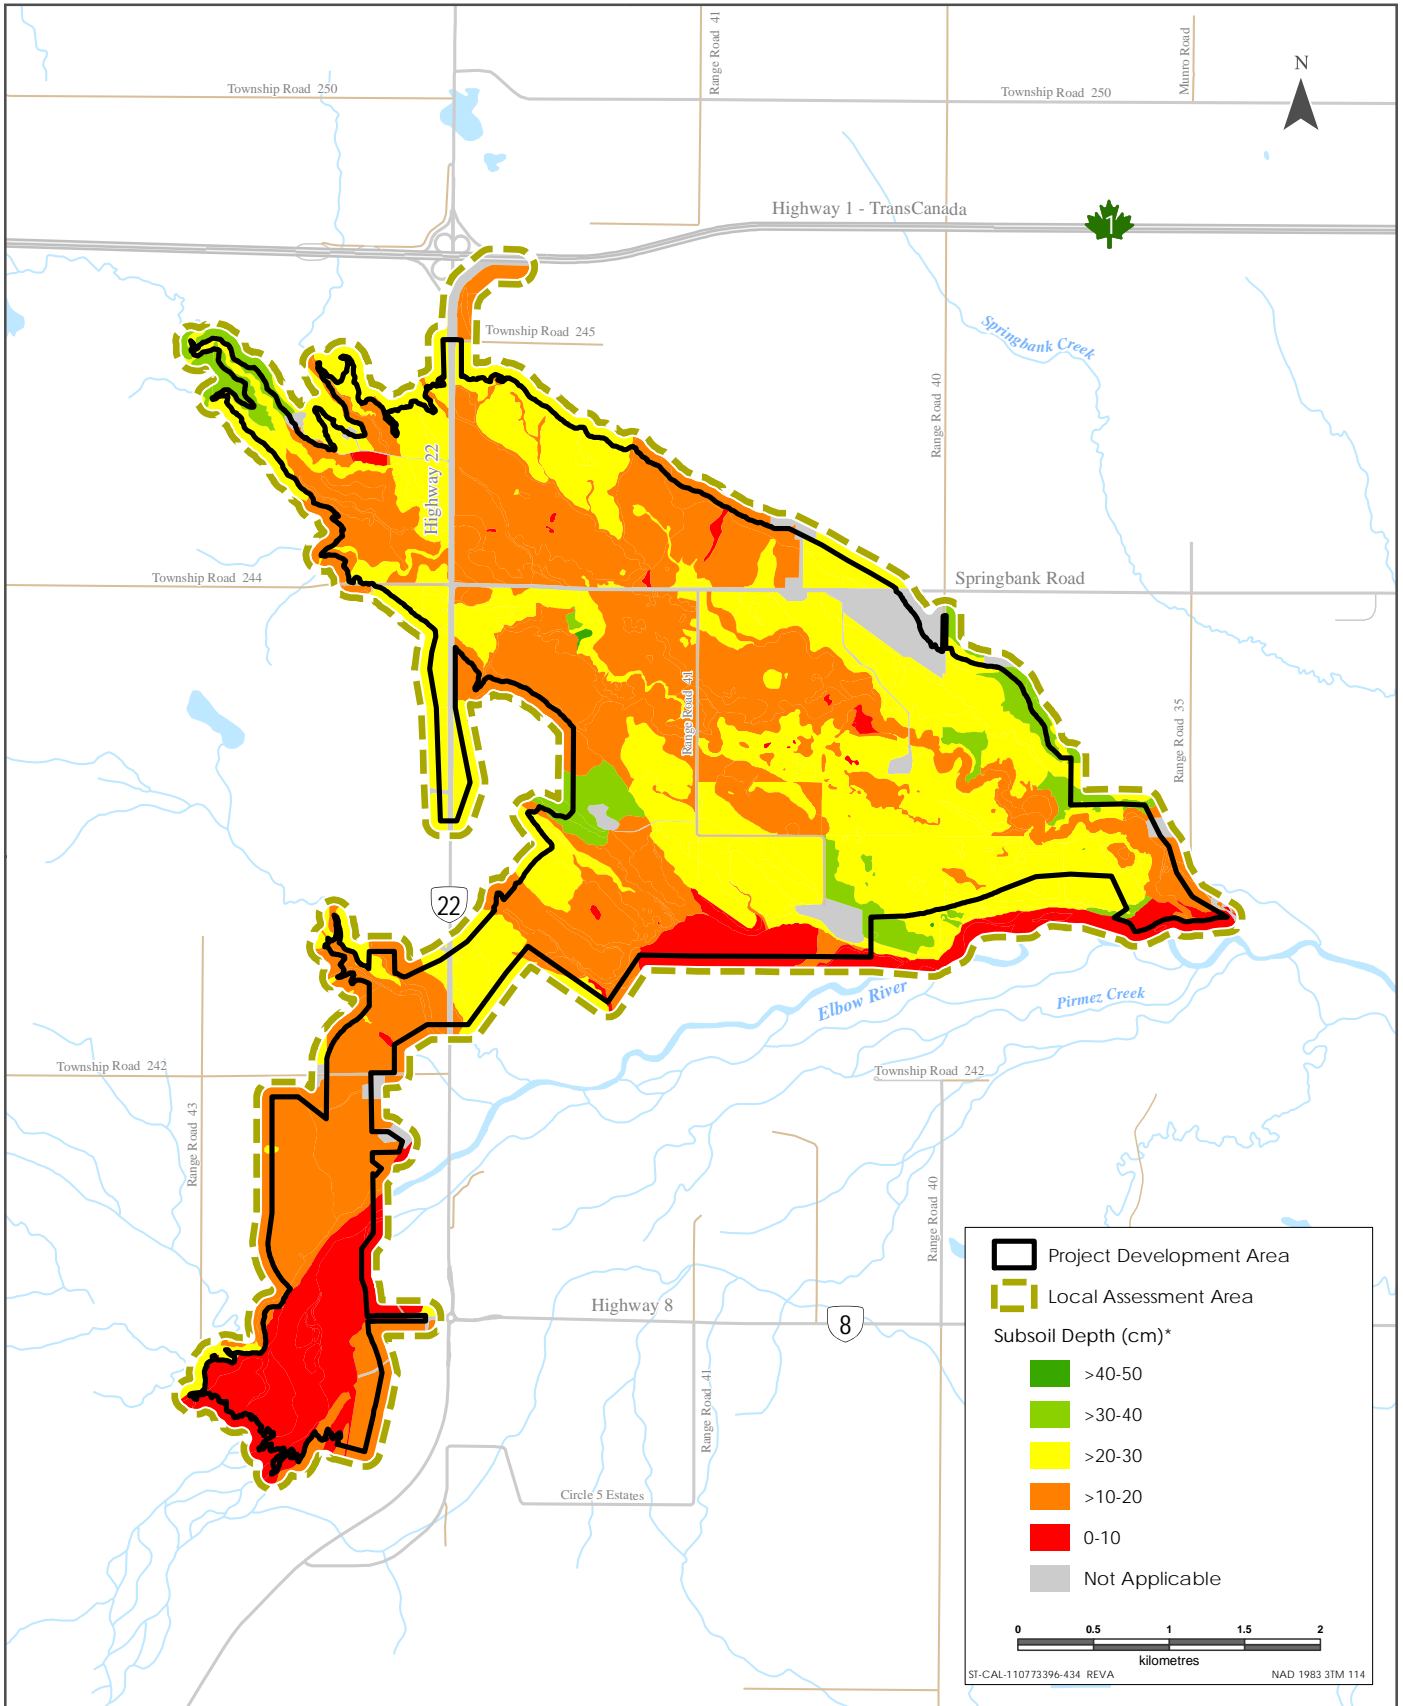 Range Road 41
Munro Road
N
Township Road 250
Township Road 250
Highway 1 - TransCanada
1
Springbank Creek
Township Road 245
Range Road 40
Highway 22
Township Road 244
Springbank Road
Range Road 41
Range Road 35
22
Elbow River
Pirmez Creek
Township Road 242
Township Road 242
Range Road 43
Range Road 40
Highway 8
8
Range Road 41
Circle 5 Estates
Project Development Area
Local Assessment Area
Subsoil Depth (cm)*
>40-50
>30-40
>20-30
>10-20
0-10
Not Applicable
0 0.5 1 1.5 2
kilometres
ST-CAL-110773396-434 REVA NAD 1983 3TM 114